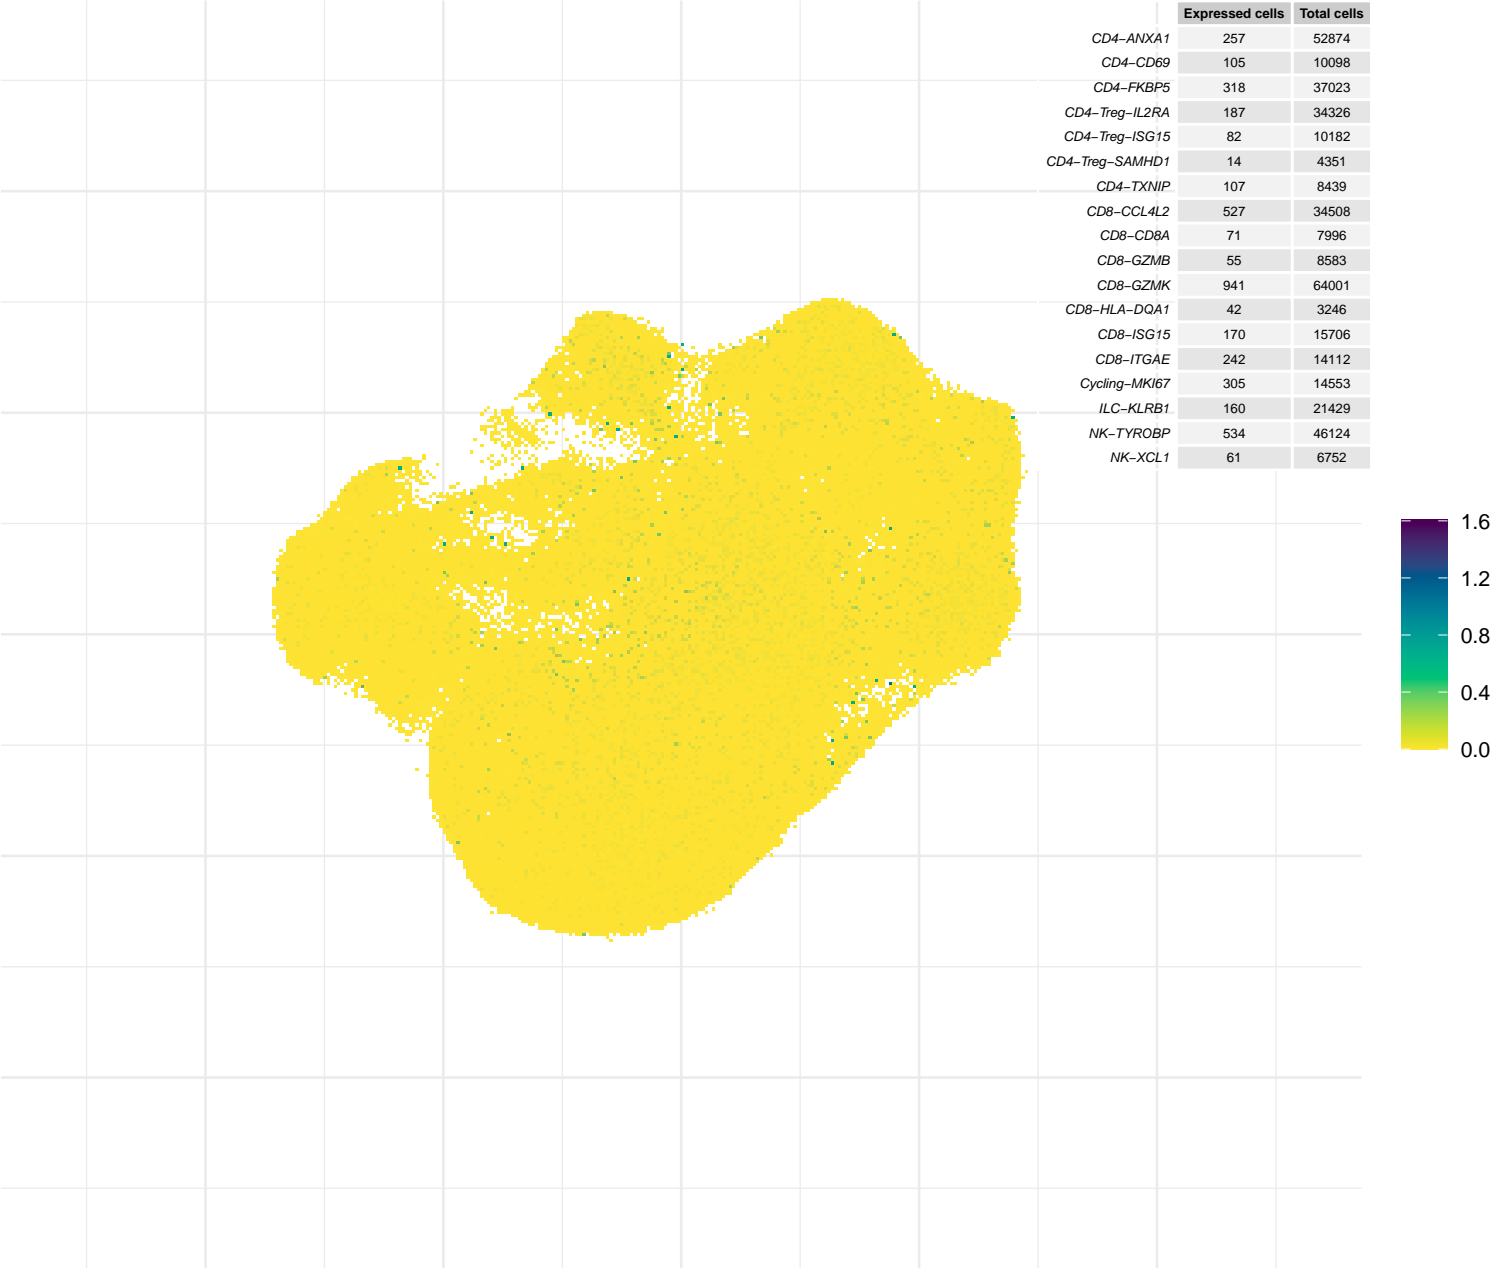 Expressed cells Total cells
CD4−ANXA1 257 52874
CD4−CD69 105 10098
CD4−FKBP5 318 37023
CD4−Treg−IL2RA 187 34326
CD4−Treg−ISG15 82 10182
CD4−Treg−SAMHD1 14 4351
CD4−TXNIP 107 8439
CD8−CCL4L2 527 34508
CD8−CD8A 71 7996
CD8−GZMB 55 8583
CD8−GZMK 941 64001
CD8−HLA−DQA1 42 3246
CD8−ISG15 170 15706
CD8−ITGAE 242 14112
Cycling−MKI67 305 14553
ILC−KLRB1 160 21429
NK−TYROBP 534 46124
NK−XCL1 61 6752
1.6
1.2
0.8
0.4
0.0